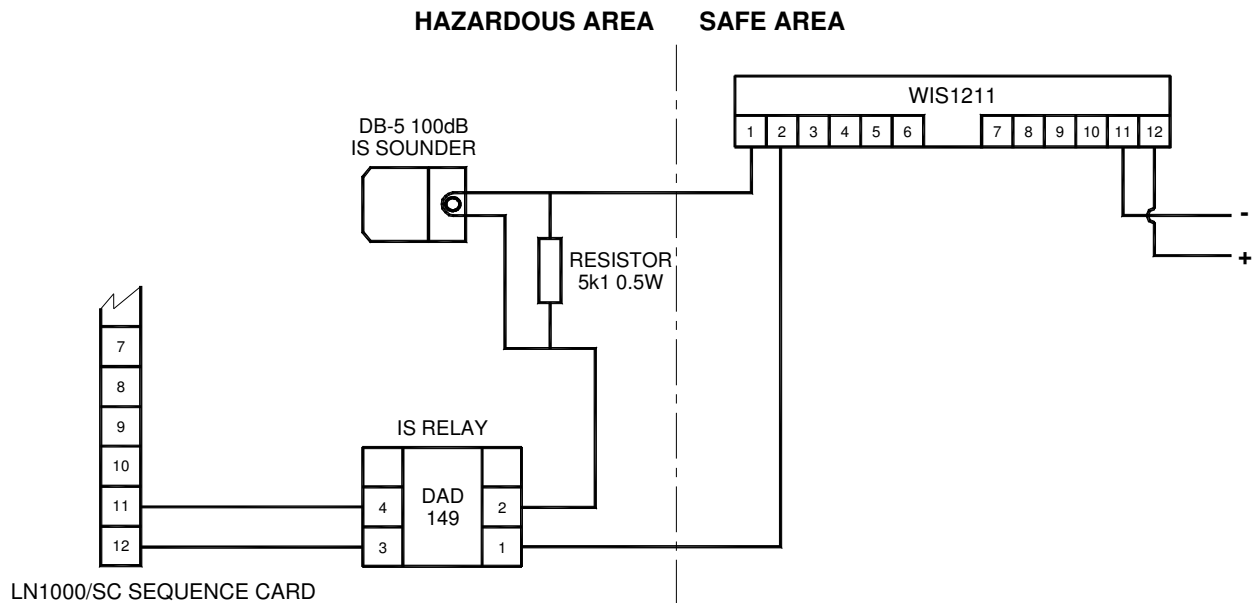 HAZARDOUS AREA SAFE AREA
WIS1211
1 2 3 4 5 6 7 8 9 10 11 12
DB-5 100dB
IS SOUNDER
-
+
RESISTOR
5k1 0.5W
7
8
9
10
11
12
IS RELAY
DAD
149
4 2
3 1
LN1000/SC SEQUENCE CARD